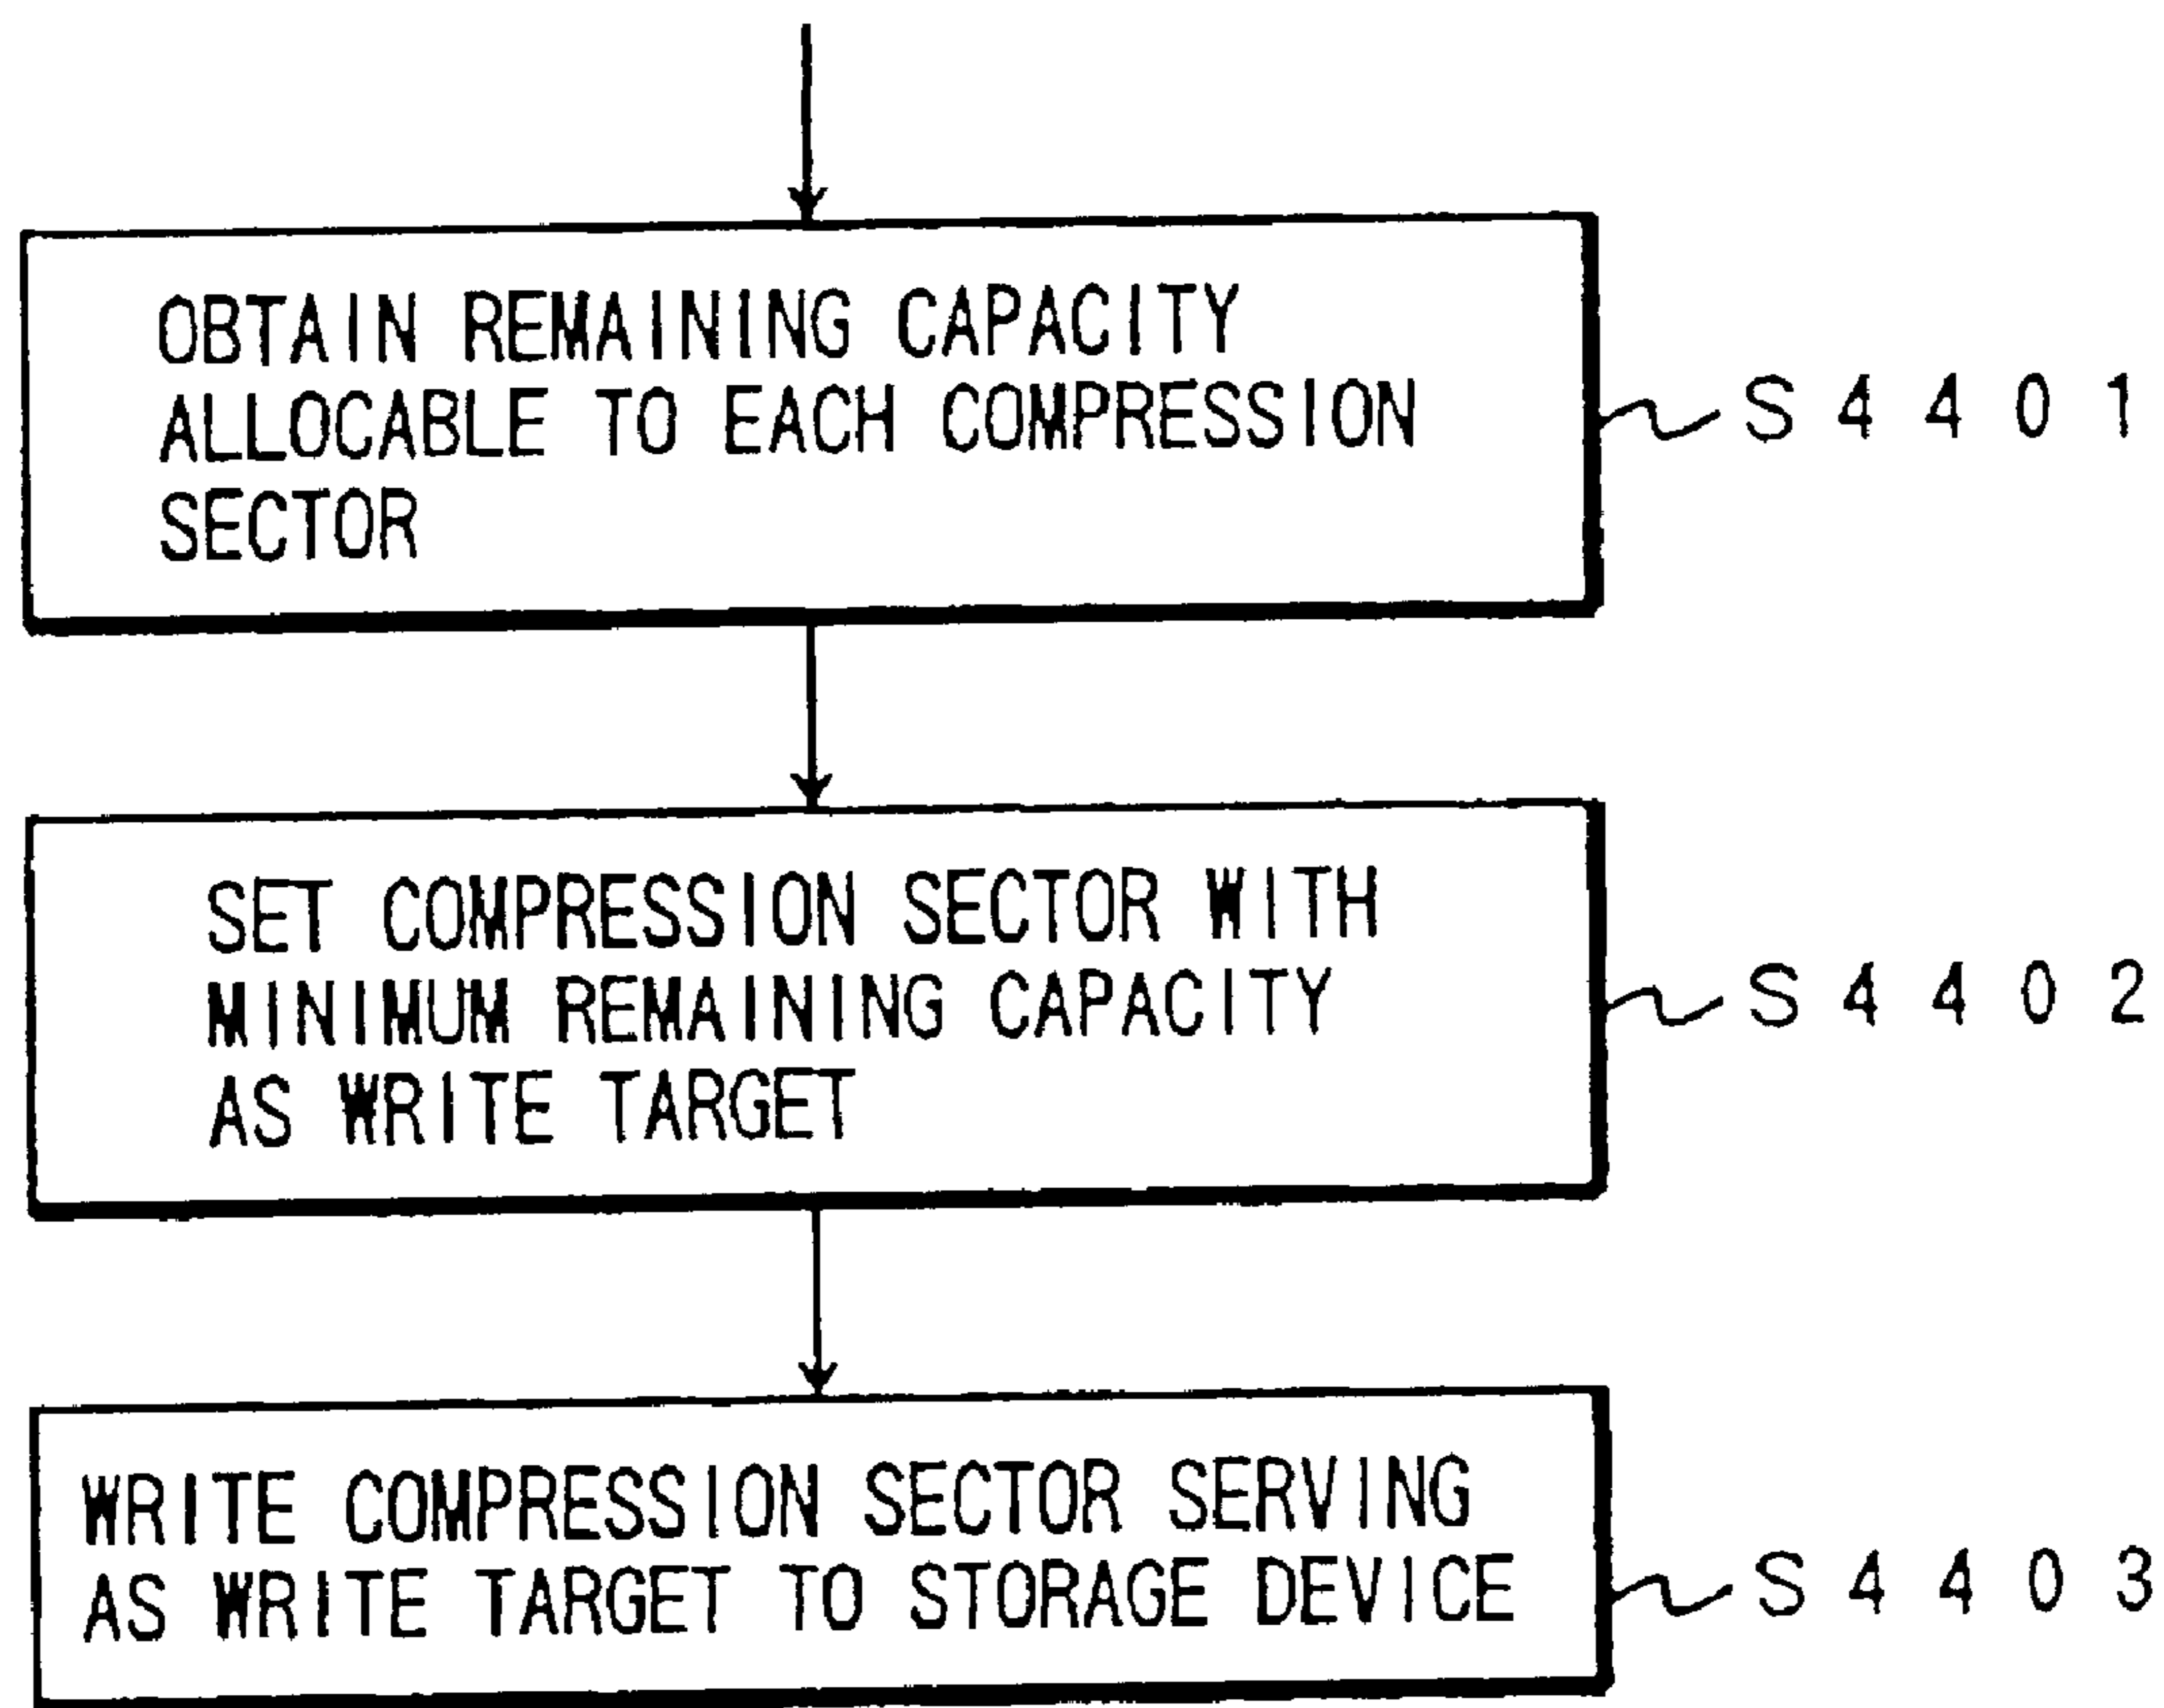 OBTAIN REMAINING CAPACITY
ALLOCABLE TO EACH COMPRESSION
SECTOR
S4401
SET COMPRESSION SECTOR WITH
MINIMUM REMAINING CAPACITY
AS WRITE TARGET
S4402
WRITE COMPRESSION SECTOR SERVING
AS WRITE TARGET TO STORAGE DEVICE
S4403